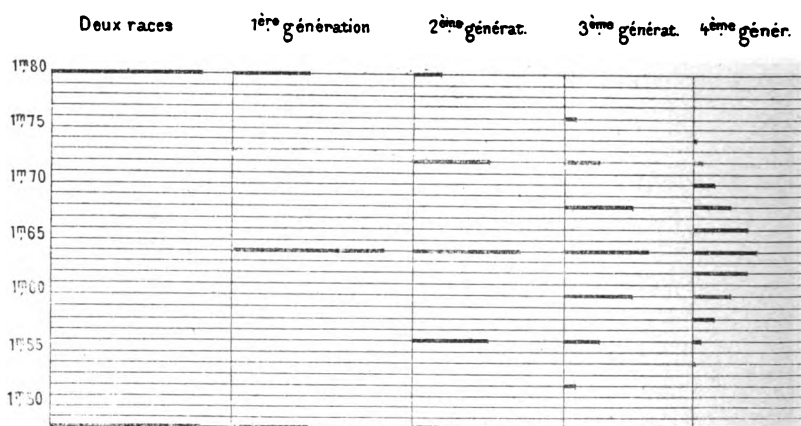 Deux races 1ère génération 2ème générat. 3ème générat. 4ème génér.
1m80
1m75
1m70
1m65
1m60
1m55
1m50